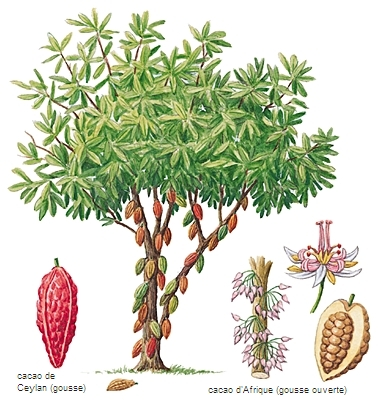 cacao de
Ceylan (gousse)
cacao d'Afrique (gousse ouverte)